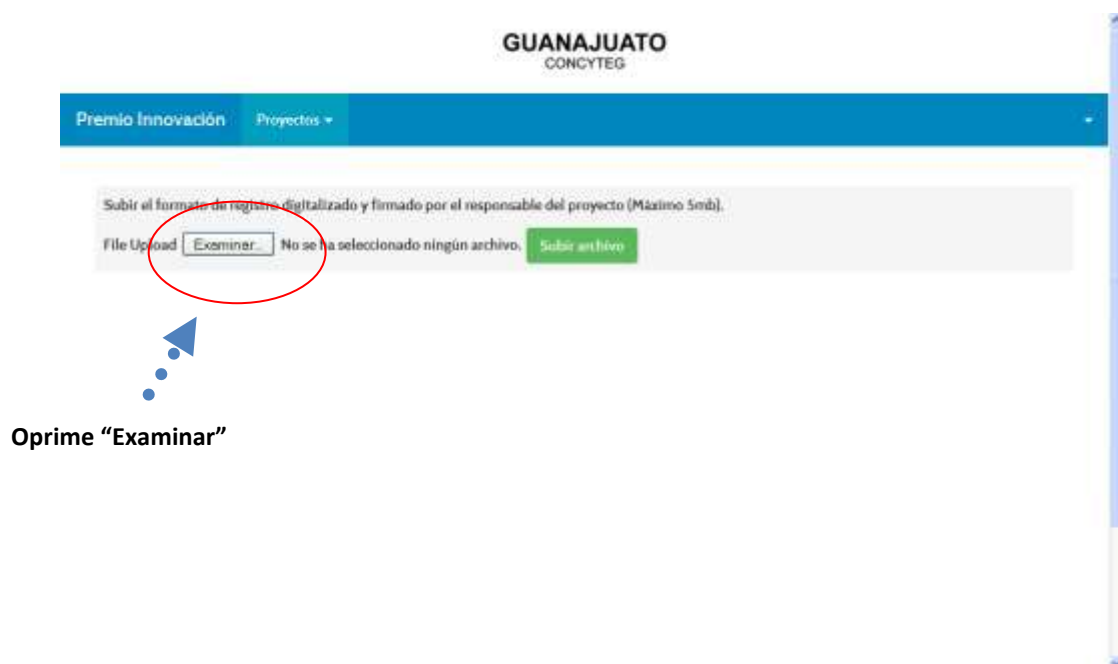 GUANAJUATO
CONCYTEG
Premio Innovación Proyectos
Subir el formato de registro digitalizado y firmado por el responsable del proyecto (Máximo 5mb).
File Upload Examinar... No se ha seleccionado ningún archivo. Subir archivo
Oprime “Examinar”